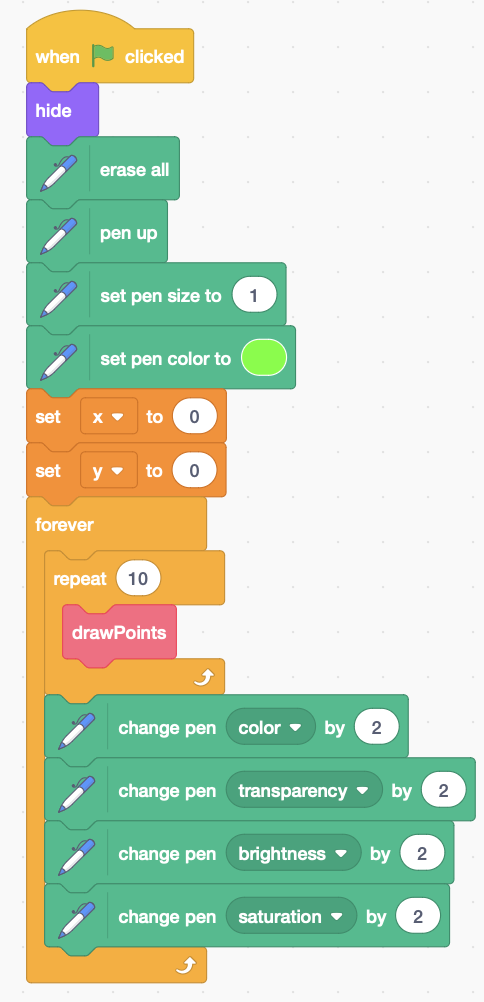 when clicked
hide
erase all
pen up
set pen size to 1
set pen color to
set x to 0
set y to 0
forever
repeat 10
drawPoints
change pen color by 2
change pen transparency by 2
change pen brightness by 2
change pen saturation by 2